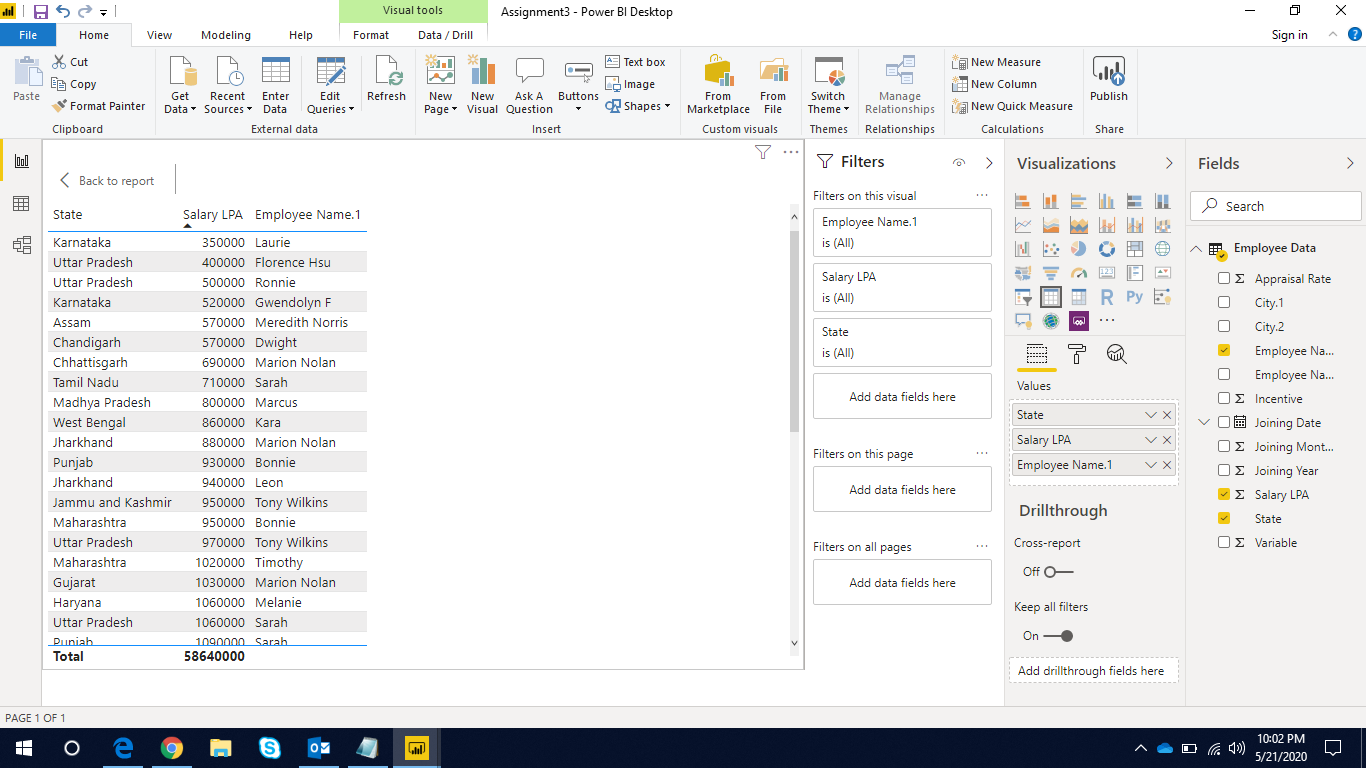 Visual tools
Assignment3 - Power BI Desktop
File Home View Modeling Help Format Data / Drill Sign in
Paste
Cut
Copy
Format Painter
Get Data
Recent Sources
Enter Data
Edit Queries
Refresh
New Page
New Visual
Ask A Question
Buttons
Text box
Image
Shapes
From Marketplace
From File
Switch Theme
Manage Relationships
New Measure
New Column
New Quick Measure
Publish
Clipboard External data Insert Custom visuals Themes Relationships Calculations Share
Back to report
State Salary LPA Employee Name.1
Karnataka 350000 Laurie
Uttar Pradesh 400000 Florence Hsu
Uttar Pradesh 500000 Ronnie
Karnataka 520000 Gwendolyn F
Assam 570000 Meredith Norris
Chandigarh 570000 Dwight
Chhattisgarh 690000 Marion Nolan
Tamil Nadu 710000 Sarah
Madhya Pradesh 800000 Marcus
West Bengal 860000 Kara
Jharkhand 880000 Marion Nolan
Punjab 930000 Bonnie
Jharkhand 940000 Leon
Jammu and Kashmir 950000 Tony Wilkins
Maharashtra 950000 Bonnie
Uttar Pradesh 970000 Tony Wilkins
Maharashtra 1020000 Timothy
Gujarat 1030000 Marion Nolan
Haryana 1060000 Melanie
Uttar Pradesh 1060000 Sarah
Punjab 1090000 Sarah
Total 58640000
Filters
Filters on this visual ...
Employee Name.1
is (All)
Salary LPA
is (All)
State
is (All)
Add data fields here
Filters on this page ...
Add data fields here
Filters on all pages ...
Add data fields here
Visualizations
R Py
...
Values
State
Salary LPA
Employee Name.1
Drillthrough
Cross-report
Off
Keep all filters
On
Add drillthrough fields here
Fields
Search
Employee Data
Σ Appraisal Rate
City.1
City.2
Employee Na...
Employee Na...
Σ Incentive
Joining Date
Joining Mont...
Joining Year
Σ Salary LPA
State
Σ Variable
PAGE 1 OF 1
10:02 PM
5/21/2020